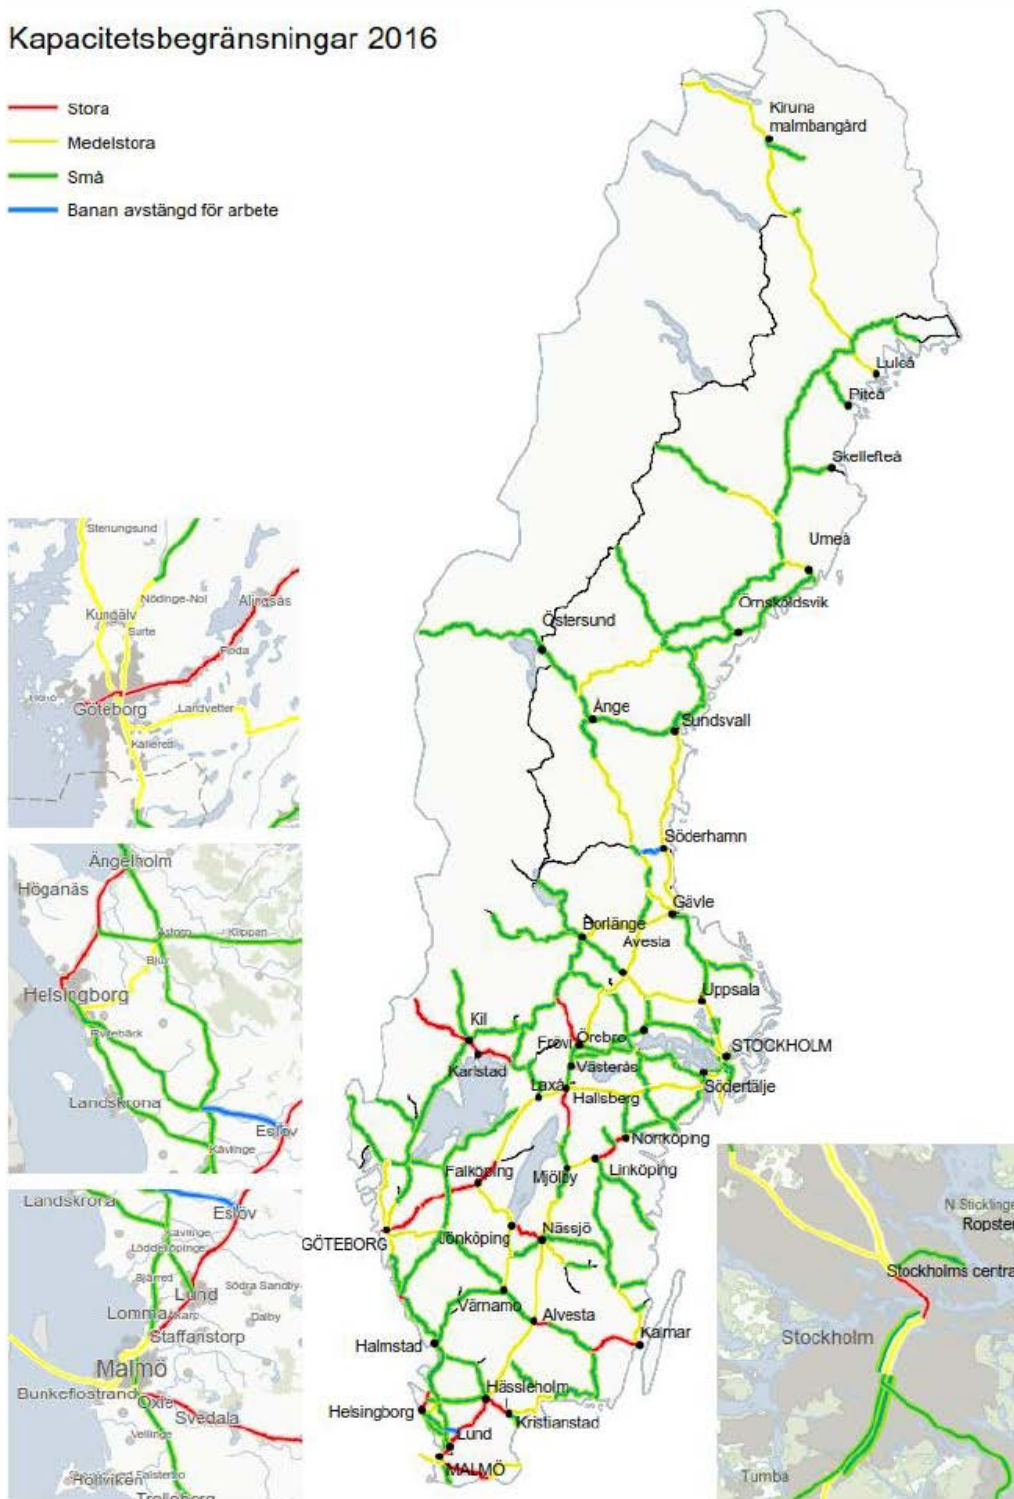 Kapacitetsbegränsningar 2016
Stora
Medelstora
Små
Banan avstängd för arbete
Kiruna
malmbangård
Luleå
Piteå
Skellefteå
Umeå
Örnsköldsvik
Östersund
Ånge
Sundsvall
Söderhamn
Gävle
Borlänge
Avesta
Uppsala
Kil
Frövi
Örebro
STOCKHOLM
Karlstad
Västerås
Södertälje
Laxå
Hallsberg
Norrköping
Falköping
Mjölby
Linköping
GÖTEBORG
Jönköping
Nässjö
Värnamo
Alvesta
Halmstad
Kalmar
Hässleholm
Helsingborg
Kristianstad
Lund
MALMÖ
Stenungsund
Nödinge-Nol
Alingsås
Kungälv
Surte
Floda
Göteborg
Landvetter
Kållered
Ängelholm
Höganäs
Åstorp
Klippan
Bjuv
Helsingborg
Rydebäck
Landskrona
Eslöv
Kävlinge
Landskrona
Eslöv
Kävlinge
Löddeköpinge
Bjärred
Lund
Södra Sandby
Lomma
Dalby
Staffanstorp
Malmö
Bunkeflostrand
Oxie
Svedala
Vellinge
Höllviken
Trelleborg
N Sticklinge
Ropsten
Stockholms centra
Stockholm
Tumba